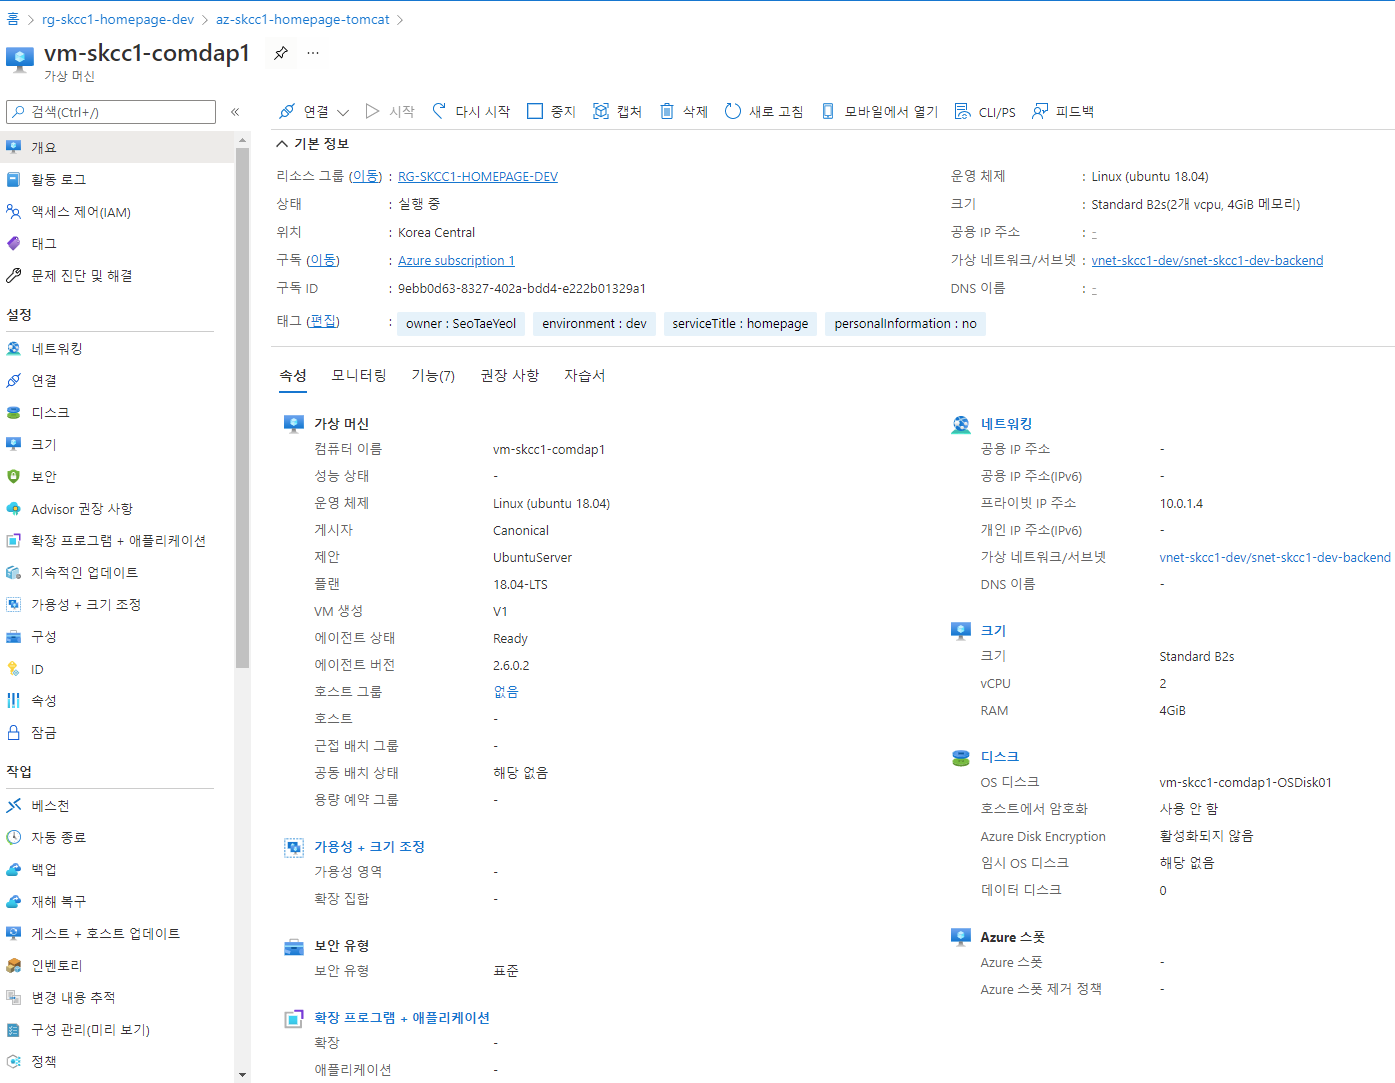 홈 > rg-skcc1-homepage-dev > az-skcc1-homepage-tomcat >
vm-skcc1-comdap1 ...
가상 머신
검색(Ctrl+/) «
개요
활동 로그
액세스 제어(IAM)
태그
문제 진단 및 해결
설정
네트워킹
연결
디스크
크기
보안
Advisor 권장 사항
확장 프로그램 + 애플리케이션
지속적인 업데이트
가용성 + 크기 조정
구성
ID
속성
잠금
작업
베스천
자동 종료
백업
재해 복구
게스트 + 호스트 업데이트
인벤토리
변경 내용 추적
구성 관리(미리 보기)
정책
연결 시작 다시 시작 중지 캡처 삭제 새로 고침 모바일에서 열기 CLI/PS 피드백
기본 정보
리소스 그룹 (이동) : RG-SKCC1-HOMEPAGE-DEV
상태 : 실행 중
위치 : Korea Central
구독 (이동) : Azure subscription 1
구독 ID : 9ebb0d63-8327-402a-bdd4-e222b01329a1
운영 체제 : Linux (ubuntu 18.04)
크기 : Standard B2s(2개 vcpu, 4GiB 메모리)
공용 IP 주소 : -
가상 네트워크/서브넷 : vnet-skcc1-dev/snet-skcc1-dev-backend
DNS 이름 : -
태그 (편집) : owner : SeoTaeYeol environment : dev serviceTitle : homepage personalInformation : no
속성 모니터링 기능(7) 권장 사항 자습서
가상 머신
컴퓨터 이름 vm-skcc1-comdap1
성능 상태 -
운영 체제 Linux (ubuntu 18.04)
게시자 Canonical
제안 UbuntuServer
플랜 18.04-LTS
VM 생성 V1
에이전트 상태 Ready
에이전트 버전 2.6.0.2
호스트 그룹 없음
호스트 -
근접 배치 그룹 -
공동 배치 상태 해당 없음
용량 예약 그룹 -
가용성 + 크기 조정
가용성 영역 -
확장 집합 -
보안 유형
보안 유형 표준
확장 프로그램 + 애플리케이션
확장 -
애플리케이션 -
네트워킹
공용 IP 주소 -
공용 IP 주소(IPv6) -
프라이빗 IP 주소 10.0.1.4
개인 IP 주소(IPv6) -
가상 네트워크/서브넷 vnet-skcc1-dev/snet-skcc1-dev-backend
DNS 이름 -
크기
크기 Standard B2s
vCPU 2
RAM 4GiB
디스크
OS 디스크 vm-skcc1-comdap1-OSDisk01
호스트에서 암호화 사용 안 함
Azure Disk Encryption 활성화되지 않음
임시 OS 디스크 해당 없음
데이터 디스크 0
Azure 스폿
Azure 스폿 -
Azure 스폿 제거 정책 -